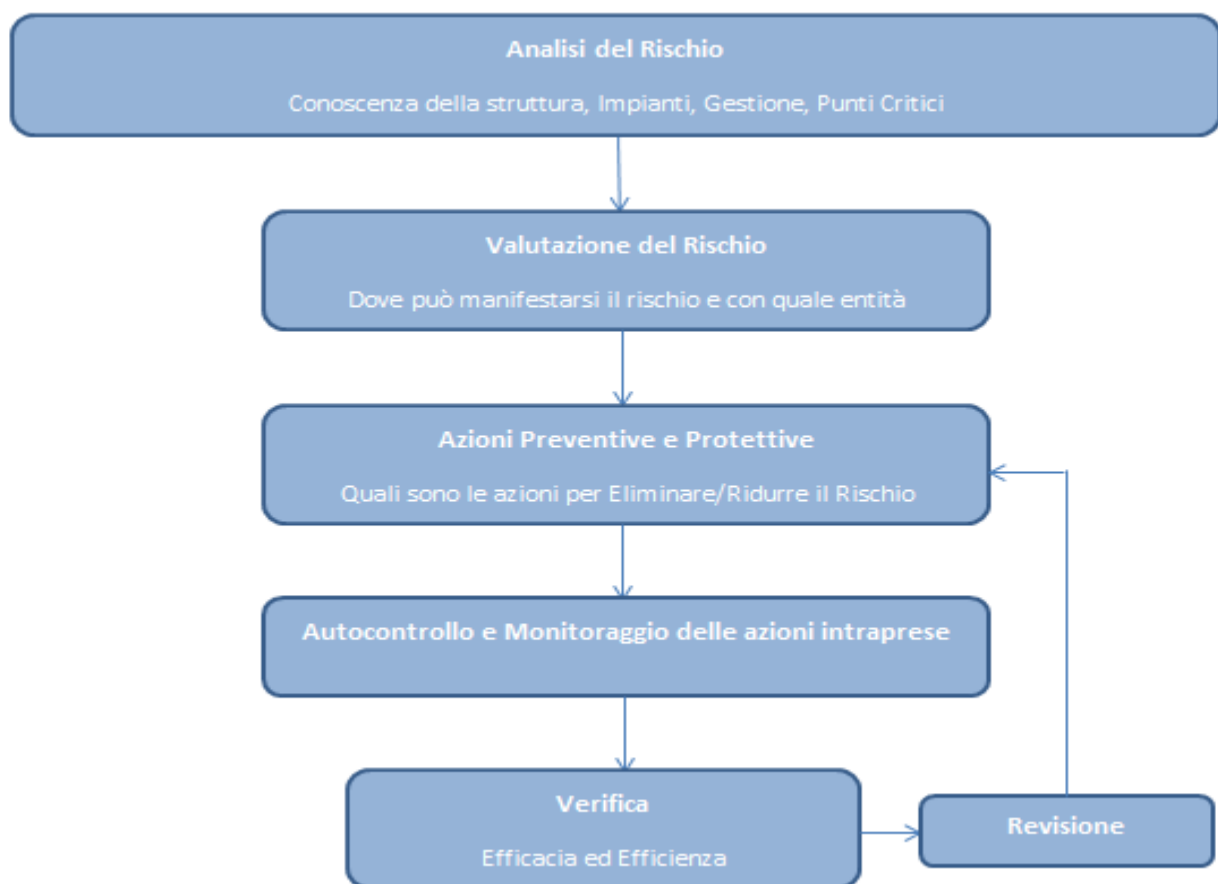 Analisi del Rischio
Conoscenza della struttura, Impianti, Gestione, Punti Critici
Valutazione del Rischio
Dove può manifestarsi il rischio e con quale entità
Azioni Preventive e Protettive
Quali sono le azioni per Eliminare/Ridurre il Rischio
Autocontrollo e Monitoraggio delle azioni intraprese
Verifica
Efficacia ed Efficienza
Revisione